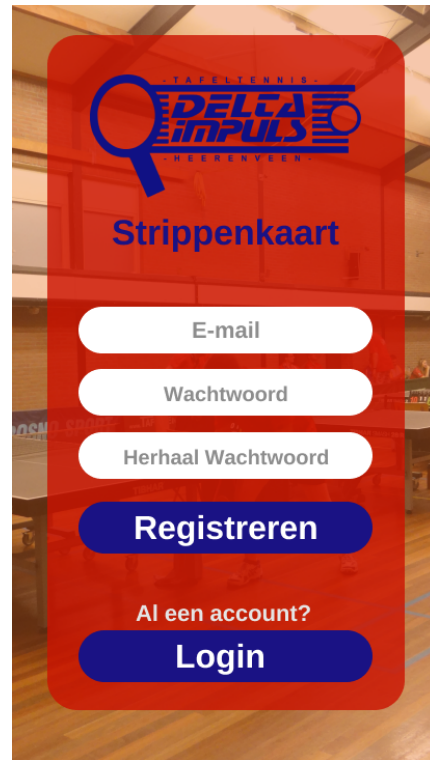 ·TAFELTENNIS·
DELTA
IMPULS
·HEERENVEEN·
Strippenkaart
E-mail
Wachtwoord
Herhaal Wachtwoord
Registreren
Al een account?
Login